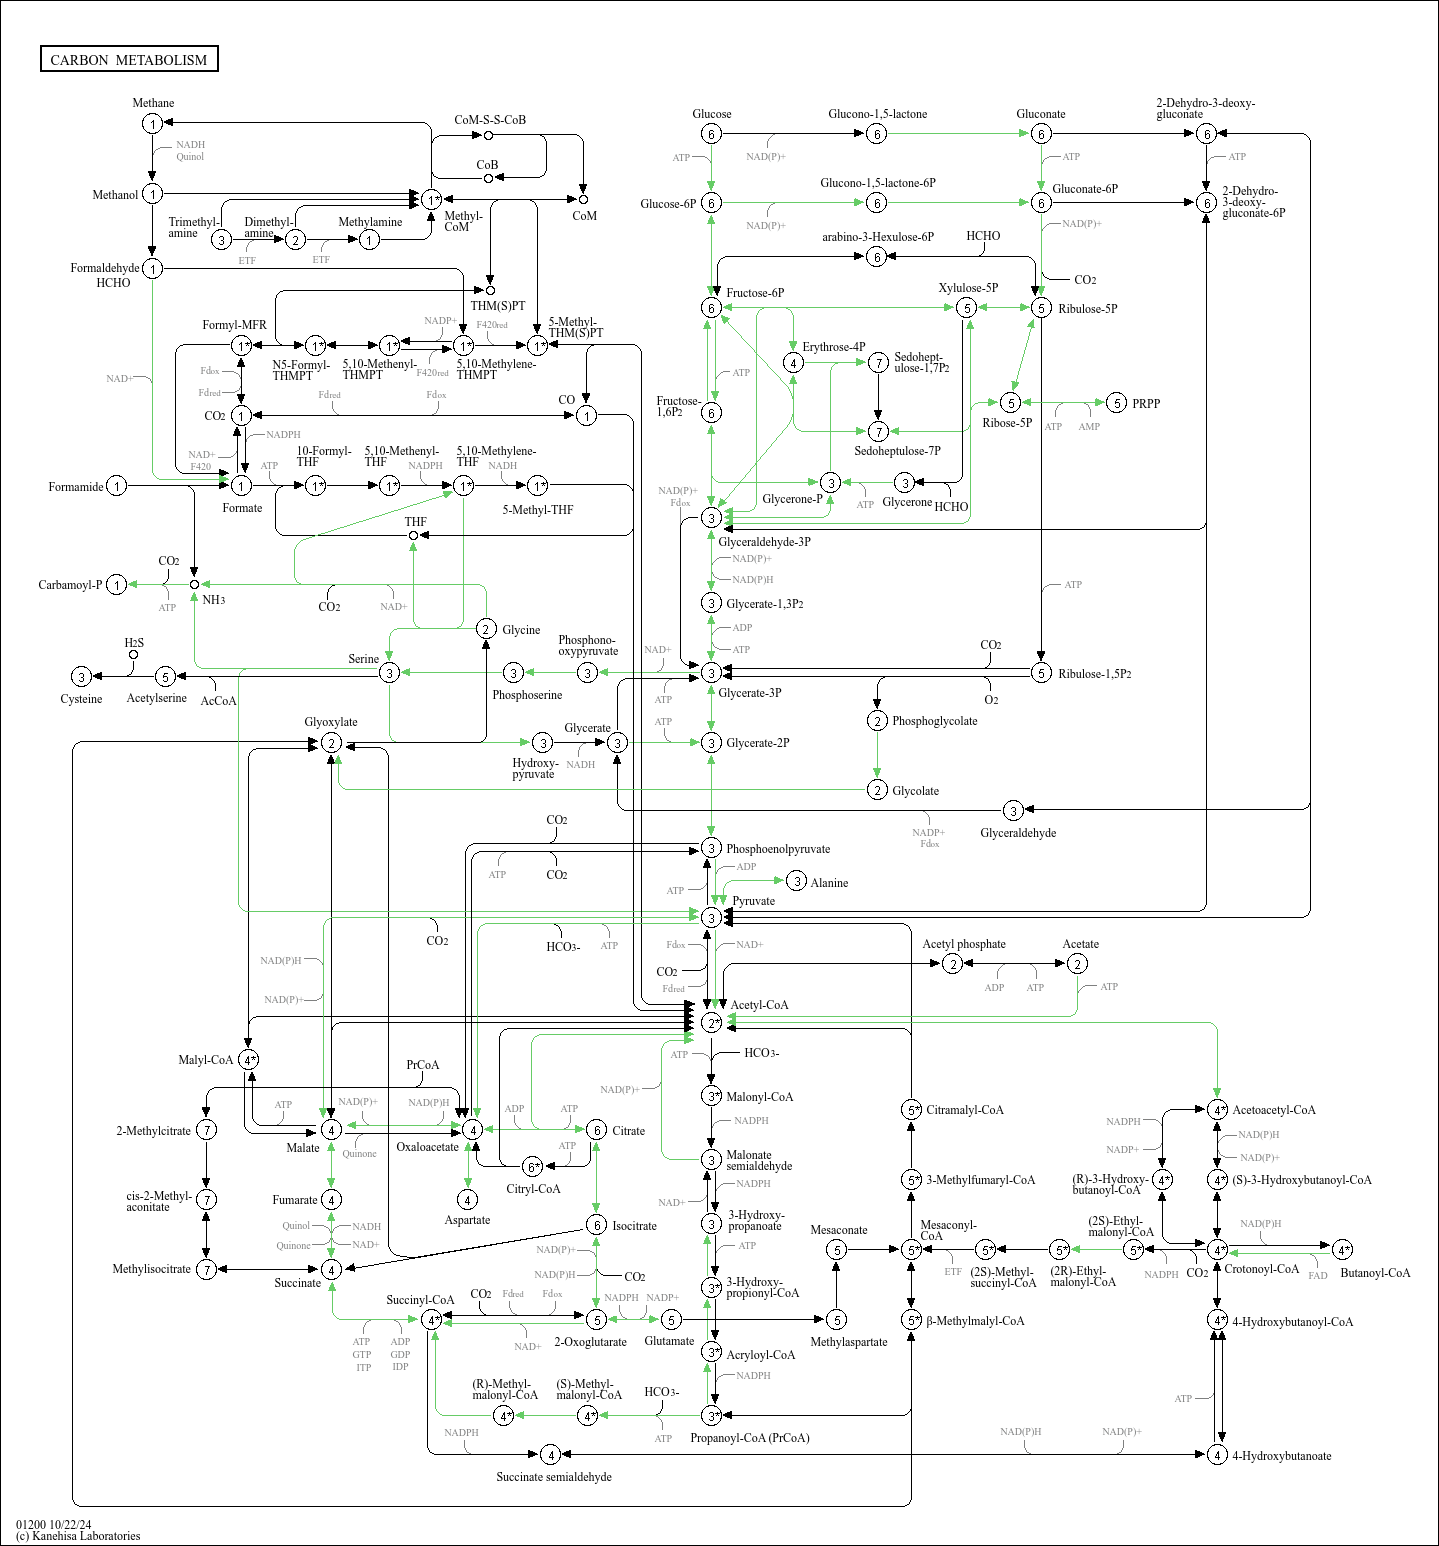 CARBON METABOLISM
Methane
1
NADH
Quinol
Methanol
1
CoM-S-S-CoB
CoB
CoM
1*
Methyl-
CoM
Trimethyl-
amine
3
Dimethyl-
amine
2
Methylamine
1
ETF
ETF
Formaldehyde
HCHO
1
THM(S)PT
Formyl-MFR
1*
N5-Formyl-
THMPT
1*
5,10-Methenyl-
THMPT
1*
NADP+
F420red
5,10-Methylene-
THMPT
1*
F420red
5-Methyl-
THM(S)PT
1*
NAD+
Fdox
Fdred
CO2
1
Fdred
Fdox
CO
1
NADPH
NAD+
F420
Formamide
1
Formate
1
ATP
10-Formyl-
THF
1*
5,10-Methenyl-
THF
1*
NADPH
5,10-Methylene-
THF
1*
NADH
5-Methyl-THF
1*
THF
Carbamoyl-P
1
CO2
ATP
NH3
CO2
NAD+
Glycine
2
Glucose
6
NAD(P)+
Glucono-1,5-lactone
6
Gluconate
6
2-Dehydro-3-deoxy-
gluconate
6
ATP
ATP
ATP
Glucose-6P
6
NAD(P)+
Glucono-1,5-lactone-6P
6
Gluconate-6P
6
2-Dehydro-
3-deoxy-
gluconate-6P
6
NAD(P)+
arabino-3-Hexulose-6P
6
HCHO
CO2
Fructose-6P
6
Xylulose-5P
5
Ribulose-5P
5
Erythrose-4P
4
Sedohept-
ulose-1,7P2
7
ATP
Fructose-
1,6P2
6
Ribose-5P
5
ATP
AMP
PRPP
5
Sedoheptulose-7P
7
Glycerone-P
3
ATP
Glycerone
3
HCHO
NAD(P)+
Fdox
Glyceraldehyde-3P
3
NAD(P)+
NAD(P)H
Glycerate-1,3P2
3
ADP
ATP
ATP
H2S
Cysteine
3
Acetylserine
5
AcCoA
Serine
3
Phosphoserine
3
Phosphono-
oxypyruvate
3
NAD+
ATP
Glycerate-3P
3
CO2
O2
Ribulose-1,5P2
5
Phosphoglycolate
2
Glyoxylate
2
Hydroxy-
pyruvate
3
NADH
Glycerate
3
ATP
Glycerate-2P
3
Glycolate
2
Glyceraldehyde
3
NADP+
Fdox
CO2
ATP
CO2
Phosphoenolpyruvate
3
ATP
ADP
Alanine
3
Pyruvate
3
CO2
HCO3-
ATP
NAD(P)H
NAD(P)+
Fdox
CO2
Fdred
NAD+
Acetyl phosphate
2
Acetate
2
ADP
ATP
ATP
Acetyl-CoA
2*
Malyl-CoA
4*
PrCoA
ATP
HCO3-
NAD(P)+
Malonyl-CoA
3*
Citramalyl-CoA
5*
Acetoacetyl-CoA
4*
2-Methylcitrate
7
ATP
Malate
4
NAD(P)+
NAD(P)H
Quinone
Oxaloacetate
4
ADP
ATP
Citrate
6
ATP
Citryl-CoA
6*
NADPH
NADPH
NADP+
NAD(P)H
NAD(P)+
Malonate
semialdehyde
3
NADPH
NAD+
3-Methylfumaryl-CoA
5*
(R)-3-Hydroxy-
butanoyl-CoA
4*
(S)-3-Hydroxybutanoyl-CoA
4*
cis-2-Methyl-
aconitate
7
Fumarate
4
Aspartate
4
Quinol
Quinone
NADH
NAD+
Isocitrate
6
3-Hydroxy-
propanoate
3
ATP
Mesaconate
5
Mesaconyl-
CoA
5*
ETF
(2S)-Methyl-
succinyl-CoA
5*
(2R)-Ethyl-
malonyl-CoA
5*
(2S)-Ethyl-
malonyl-CoA
5*
NADPH
CO2
Crotonoyl-CoA
4*
NAD(P)H
FAD
Butanoyl-CoA
4*
Methylisocitrate
7
Succinate
4
NAD(P)+
NAD(P)H
CO2
3-Hydroxy-
propionyl-CoA
3*
ATP
GTP
ITP
ADP
GDP
IDP
Succinyl-CoA
4*
CO2
Fdred
Fdox
NAD+
2-Oxoglutarate
5
NADPH
NADP+
Glutamate
5
Methylaspartate
5
β-Methylmalyl-CoA
5*
4-Hydroxybutanoyl-CoA
4*
Acryloyl-CoA
3*
NADPH
ATP
(R)-Methyl-
malonyl-CoA
4*
(S)-Methyl-
malonyl-CoA
4*
HCO3-
ATP
Propanoyl-CoA (PrCoA)
3*
NADPH
Succinate semialdehyde
4
NAD(P)H
NAD(P)+
4-Hydroxybutanoate
4
01200 10/22/24
(c) Kanehisa Laboratories